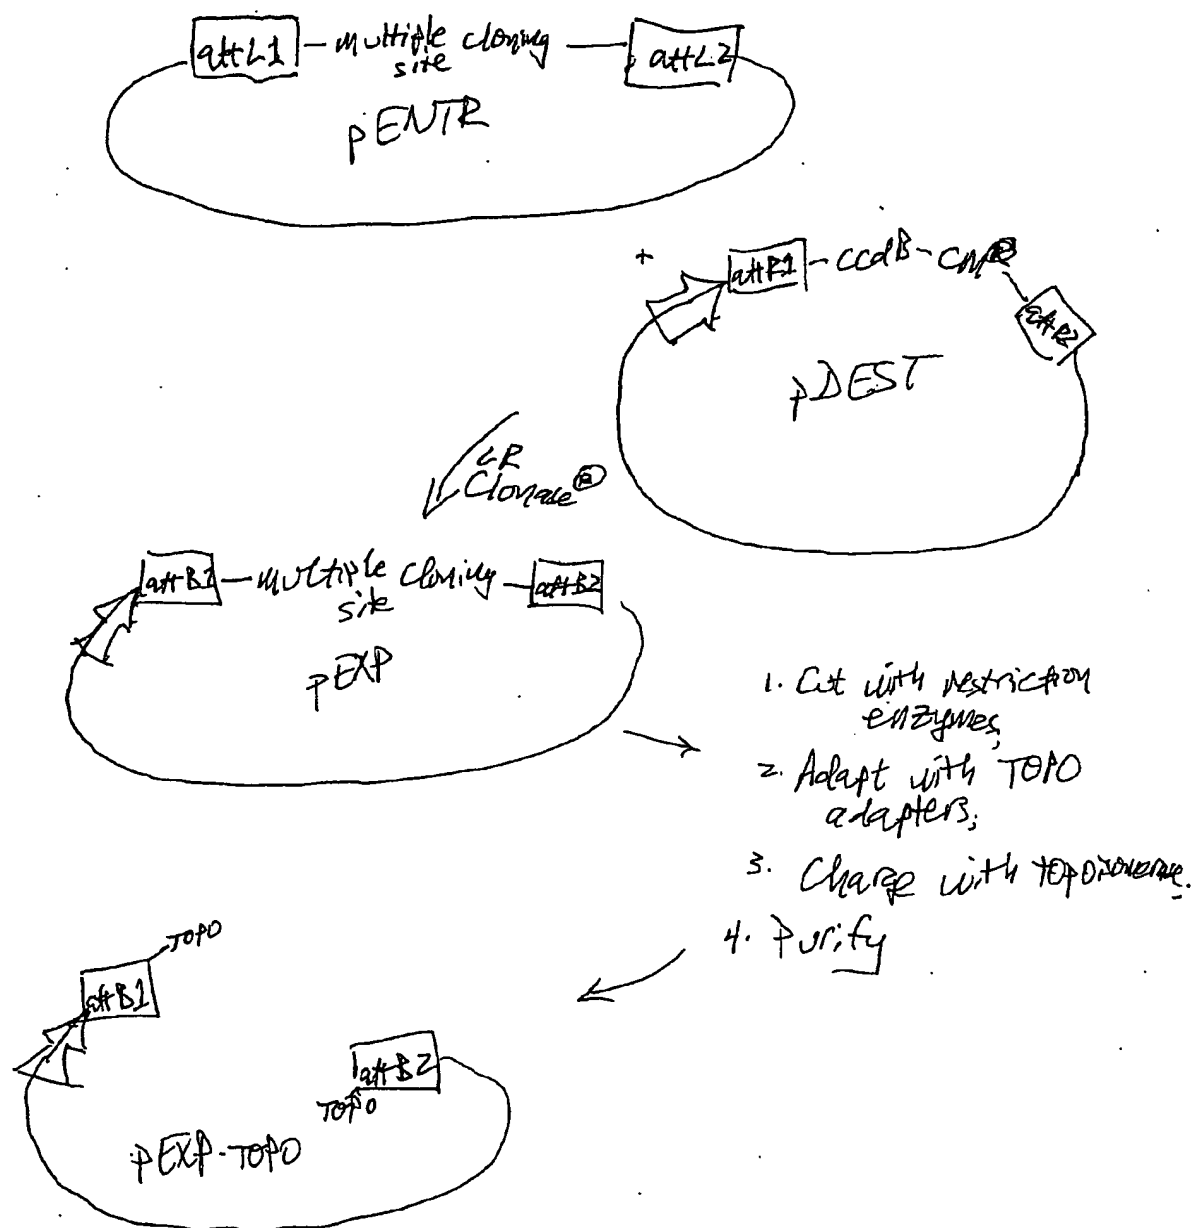 attL1 - multiple cloning - attL2
site
pENTR
+
attR1 - ccdB - CmR
attR2
pDEST
LR
Clonase®
attB1 - multiple cloning - attB2
site
pEXP
1. Cut with restriction
enzymes;
2. Adapt with TOPO
adapters;
3. Charge with topoisomerase.
4. Purify
TOPO
attB1
attB2
TOPO
pEXP-TOPO